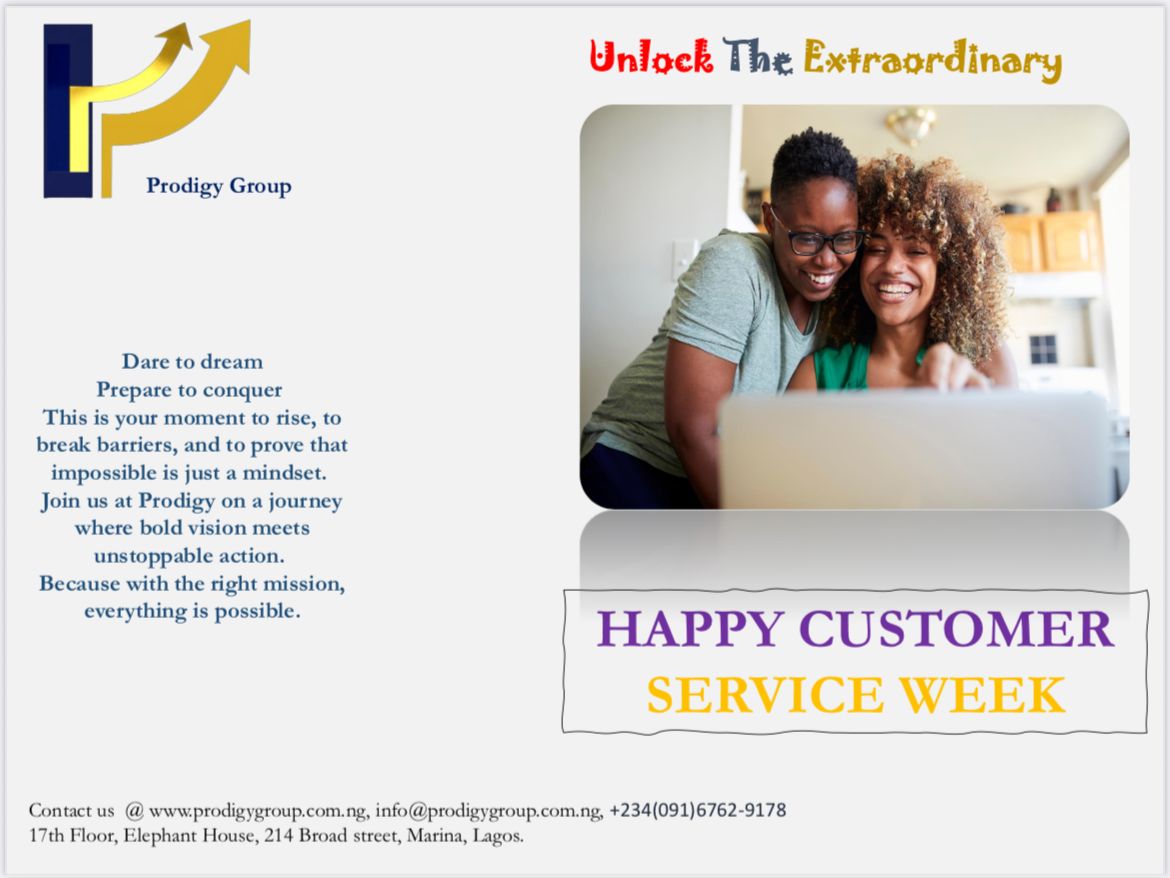 Prodigy Group
Unlock The Extraordinary
Dare to dream
Prepare to conquer
This is your moment to rise, to
break barriers, and to prove that
impossible is just a mindset.
Join us at Prodigy on a journey
where bold vision meets
unstoppable action.
Because with the right mission,
everything is possible.
HAPPY CUSTOMER
SERVICE WEEK
Contact us @ www.prodigygroup.com.ng, info@prodigygroup.com.ng, +234(091)6762-9178
17th Floor, Elephant House, 214 Broad street, Marina, Lagos.